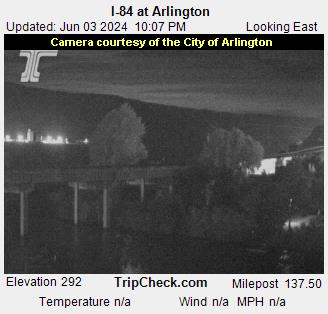 I-84 at Arlington
Updated: Jun 03 2024 10:07 PM Looking East
Camera courtesy of the City of Arlington
Elevation 292 TripCheck.com Milepost 137.50
Temperature n/a Wind n/a MPH n/a